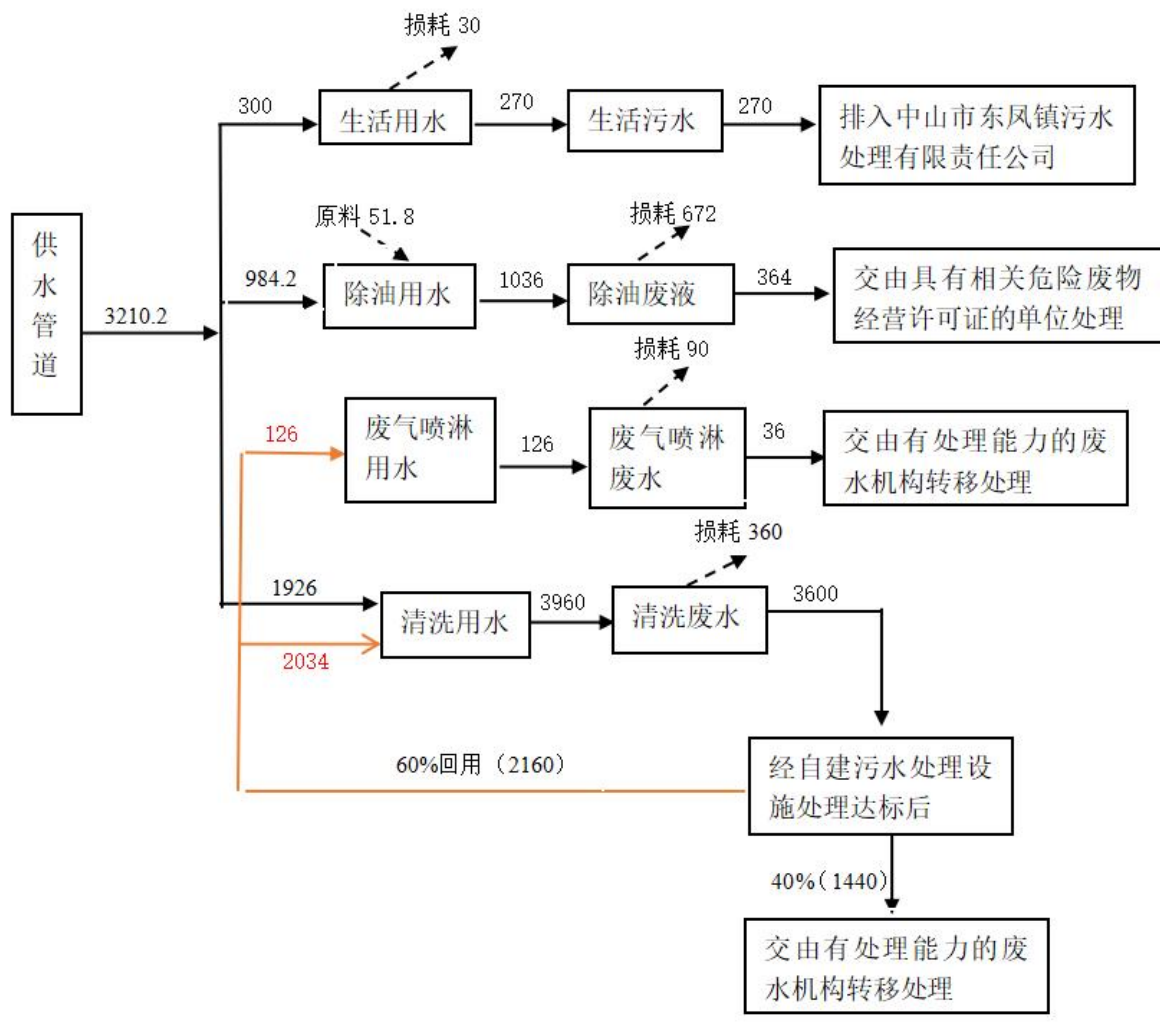 损耗 30
300
生活用水
270
生活污水
270
排入中山市东凤镇污水
处理有限责任公司
供
水
管
道
3210.2
原料 51.8
984.2
除油用水
1036
损耗 672
除油废液
364
交由具有相关危险废物
经营许可证的单位处理
126
废气喷淋
用水
126
损耗 90
废气喷淋
废水
36
交由有处理能力的废
水机构转移处理
1926
2034
清洗用水
3960
损耗 360
清洗废水
3600
60%回用（2160）
经自建污水处理设
施处理达标后
40%（1440）
交由有处理能力的废
水机构转移处理